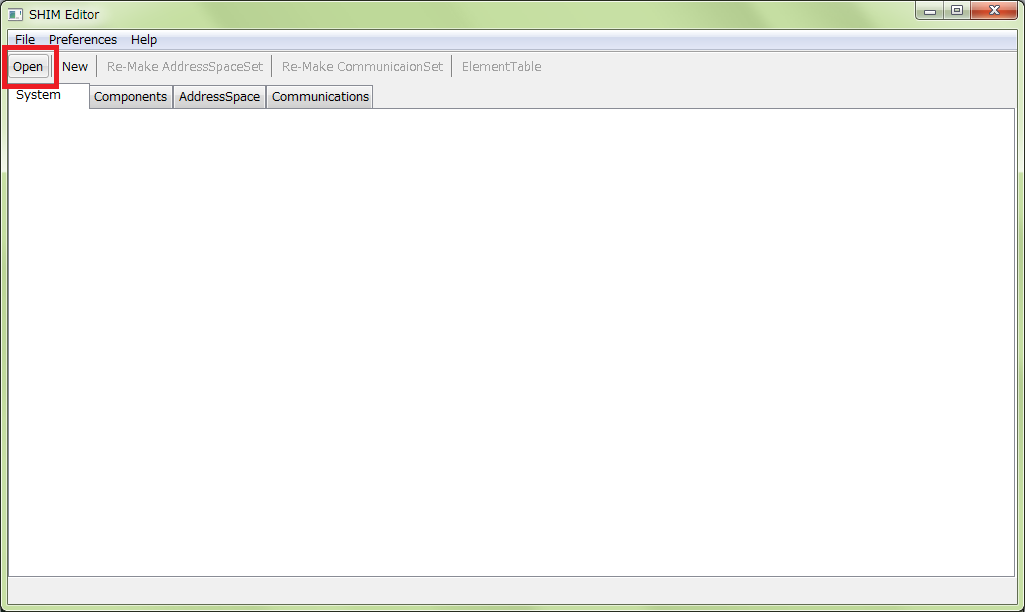 SHIM Editor
File Preferences Help
Open New Re-Make AddressSpaceSet Re-Make CommunicaionSet ElementTable
System Components AddressSpace Communications